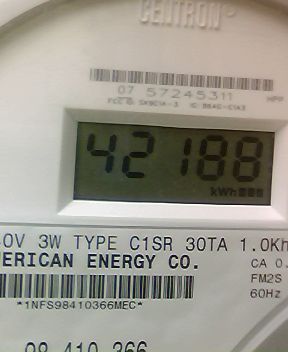 CENTRON®
07 57245311
42188
kWh
0V 3W TYPE C1SR 30TA 1.0Kh
ERICAN ENERGY CO.
CA 0.
FM2S
*1NFS98410366MEC*
60Hz
98 410 366